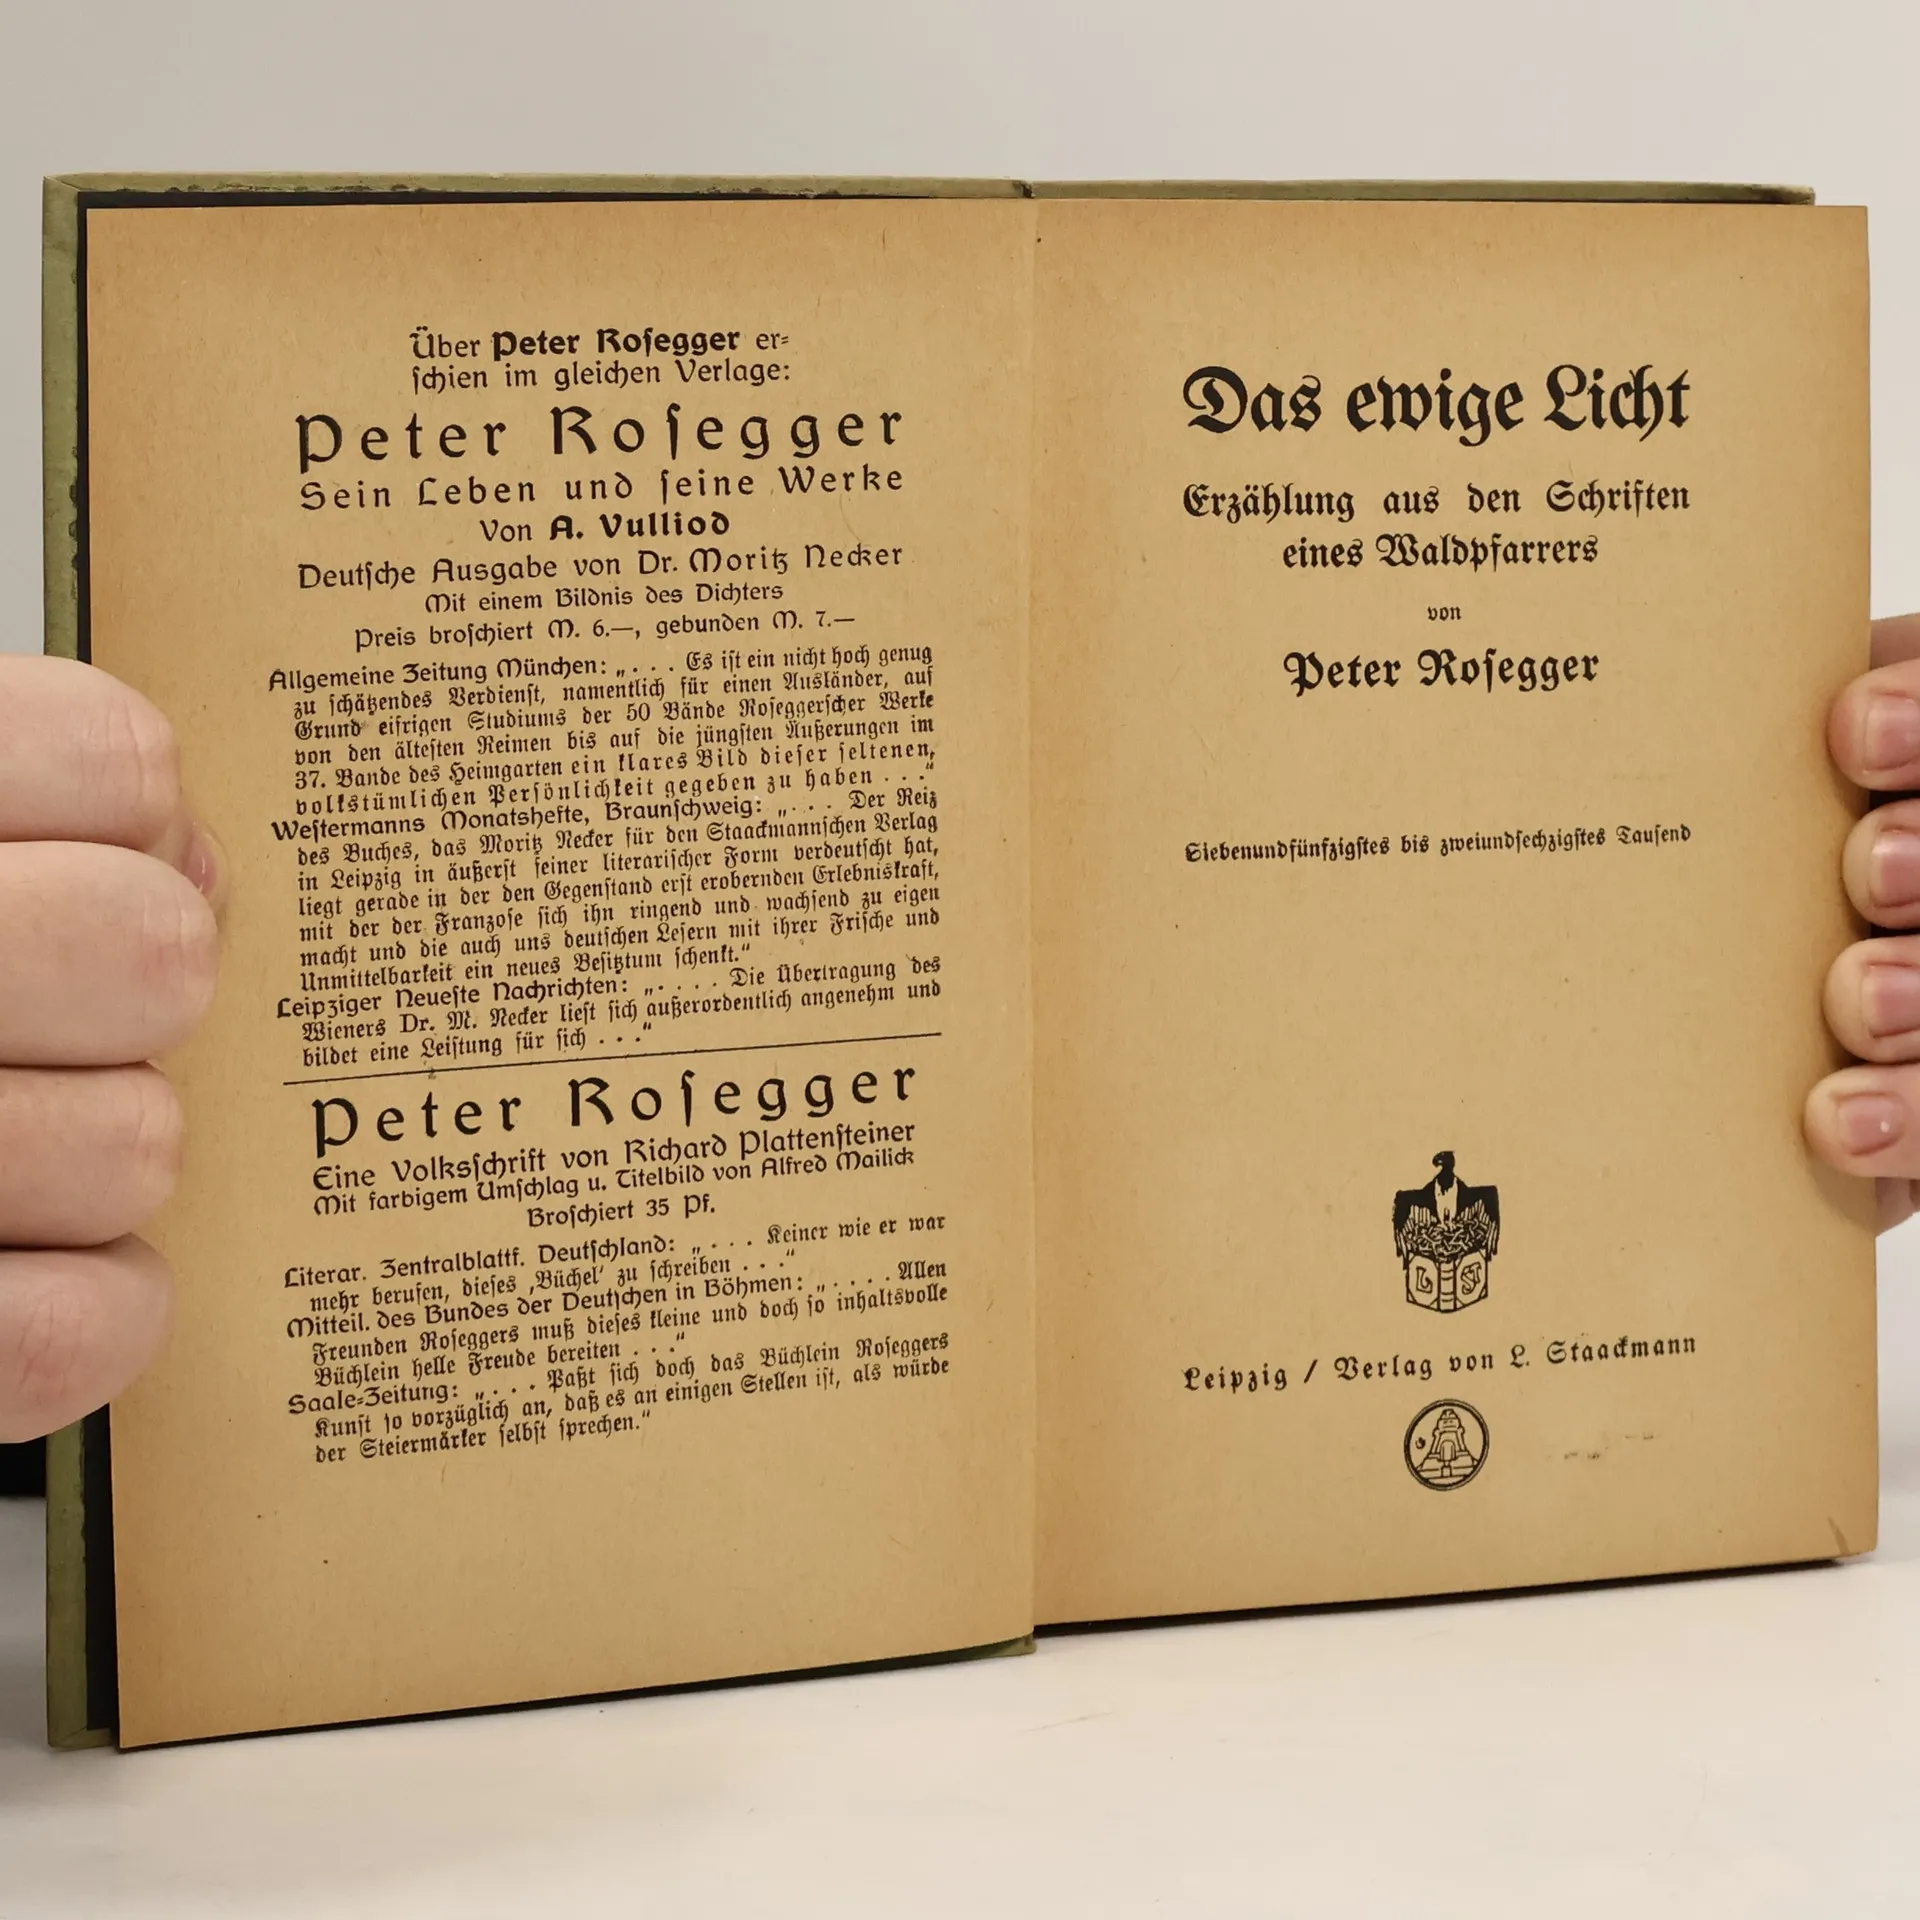 Über Peter Roſegger er⸗
ſchien im gleichen Verlage:
Peter Roſegger
Sein Leben und ſeine Werke
Von A. Vulliod
Deutſche Ausgabe von Dr. Moritz Necker
Mit einem Bildnis des Dichters
Preis broſchiert M. 6.—, gebunden M. 7.—
Allgemeine Zeitung München: „. . . Es iſt ein nicht hoch genug
zu ſchätzendes Verdienſt, namentlich für einen Ausländer, auf
Grund eifrigen Studiums der 50 Bände Roſeggerſcher Werke
von den älteſten Reimen bis auf die jüngſten Äußerungen im
37. Bande des Heimgarten ein klares Bild dieſer ſeltenen,
volkstümlichen Perſönlichkeit gegeben zu haben . . .“
Weſtermanns Monatshefte, Braunſchweig: „. . . Der Reiz
des Buches, das Moritz Necker für den Staackmannſchen Verlag
in Leipzig in äußerſt feiner literariſcher Form verdeutſcht hat,
liegt gerade in der den Gegenſtand erſt erobernden Erlebniskraft,
mit der der Franzoſe ſich ihn ringend und wachſend zu eigen
macht und die auch uns deutſchen Leſern mit ihrer Friſche und
Unmittelbarkeit ein neues Beſitztum ſchenkt.“
Leipziger Neueſte Nachrichten: „. . . . Die Übertragung des
Wieners Dr. M. Necker lieſt ſich außerordentlich angenehm und
bildet eine Leiſtung für ſich . . .“
Peter Roſegger
Eine Volksſchrift von Richard Plattenſteiner
Mit farbigem Umſchlag u. Titelbild von Alfred Mailick
Broſchiert 35 Pf.
Literar. Zentralblatt f. Deutſchland: „. . . Keiner wie er war
mehr berufen, dieſes ‚Büchel‘ zu ſchreiben . . .“
Mitteil. des Bundes der Deutſchen in Böhmen: „. . . . Allen
Freunden Roſeggers muß dieſes kleine und doch ſo inhaltsvolle
Büchlein helle Freude bereiten . . .“
Saale⸗Zeitung: „. . . Paßt ſich doch das Büchlein Roſeggers
Kunſt ſo vorzüglich an, daß es an einigen Stellen iſt, als würde
der Steiermärker ſelbſt ſprechen.“
Das ewige Licht
Erzählung aus den Schriften
eines Waldpfarrers
von
Peter Roſegger
Siebenundfünfzigſtes bis zweiundſechzigſtes Tauſend
L St
Leipzig / Verlag von L. Staackmann